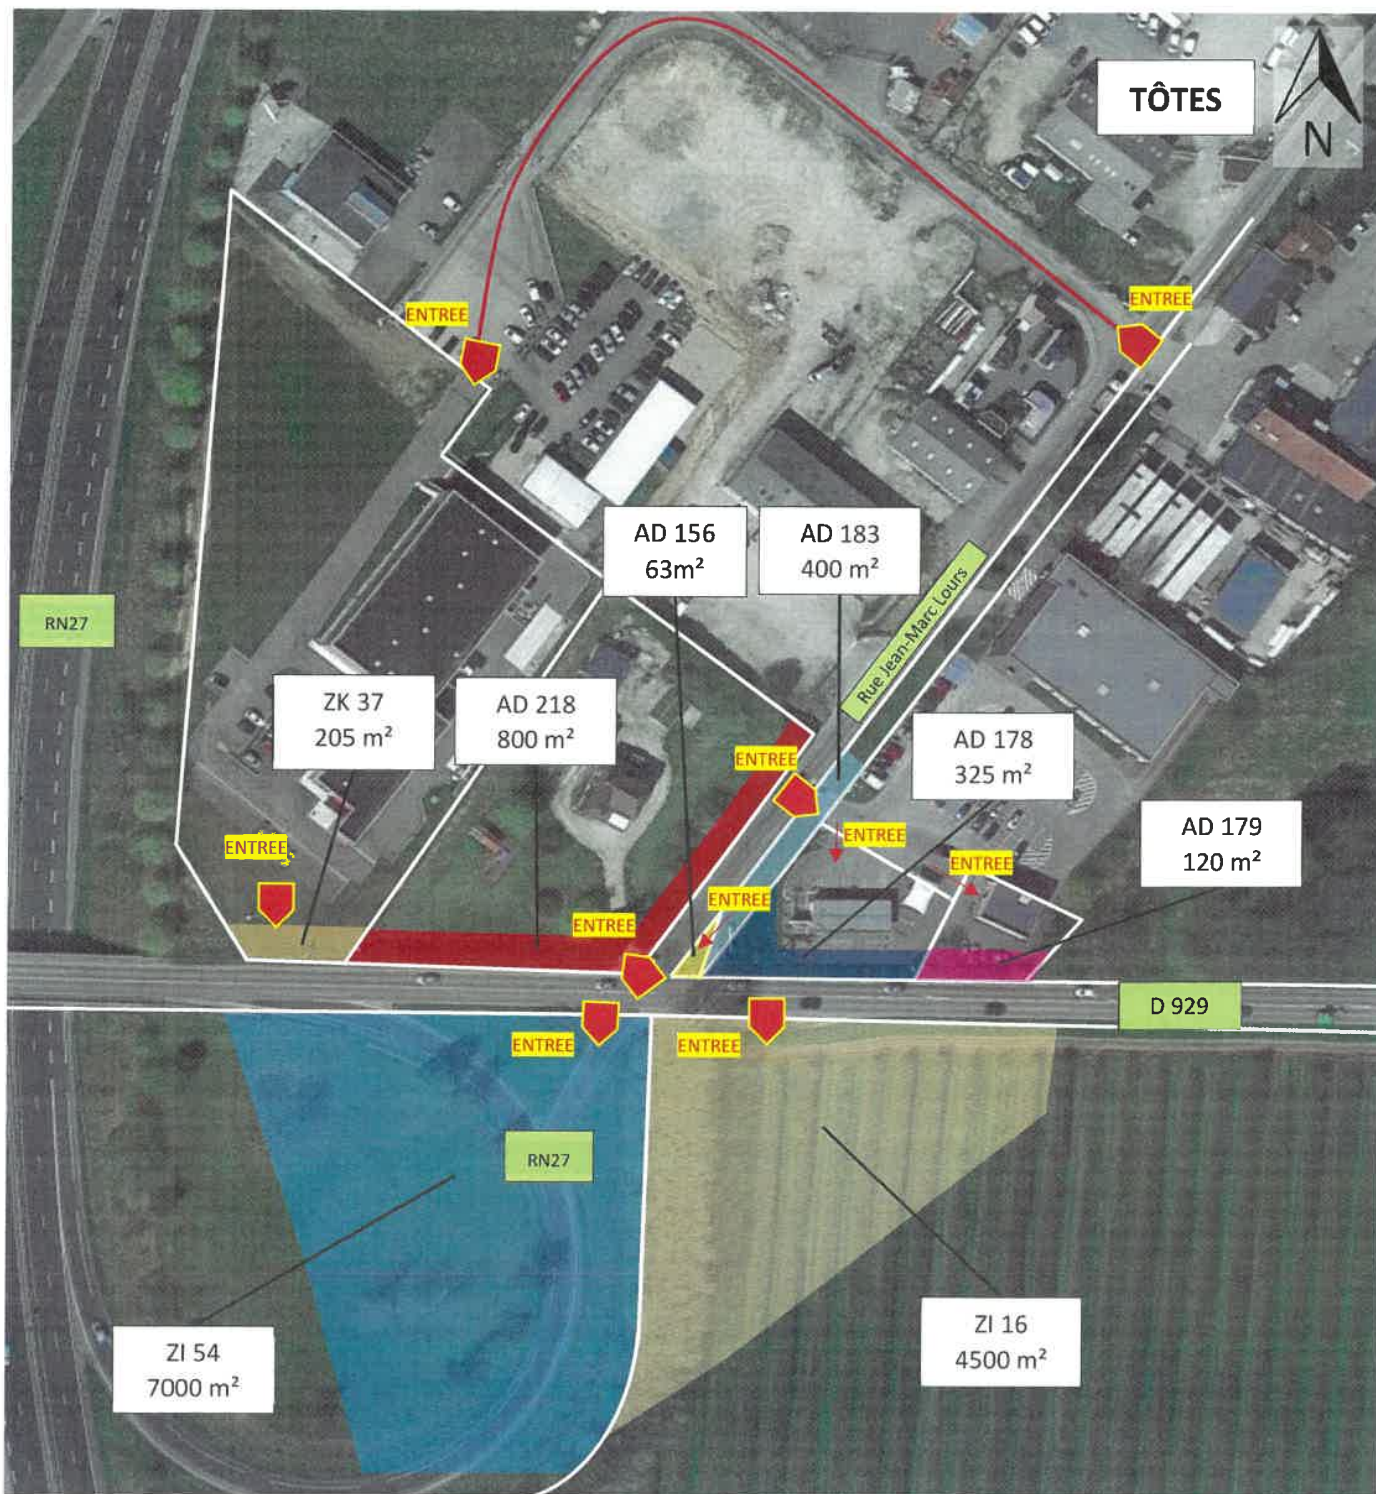 TÔTES
N
ENTREE
ENTREE
AD 156
63m²
AD 183
400 m²
Rue Jean-Marc Lours
RN27
ZK 37
205 m²
AD 218
800 m²
AD 178
325 m²
ENTREE
AD 179
120 m²
ENTREE
ENTREE
ENTREE
ENTREE
ENTREE
D 929
ENTREE
ENTREE
RN27
ZI 54
7000 m²
ZI 16
4500 m²